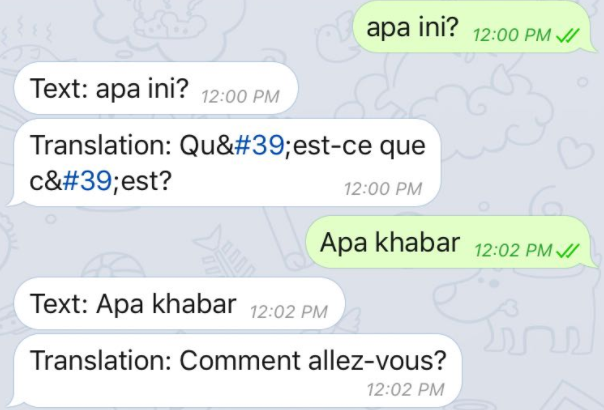 apa ini? 12:00 PM
Text: apa ini? 12:00 PM
Translation: Qu&#39;est-ce que
c&#39;est? 12:00 PM
Apa khabar 12:02 PM
Text: Apa khabar 12:02 PM
Translation: Comment allez-vous?
12:02 PM